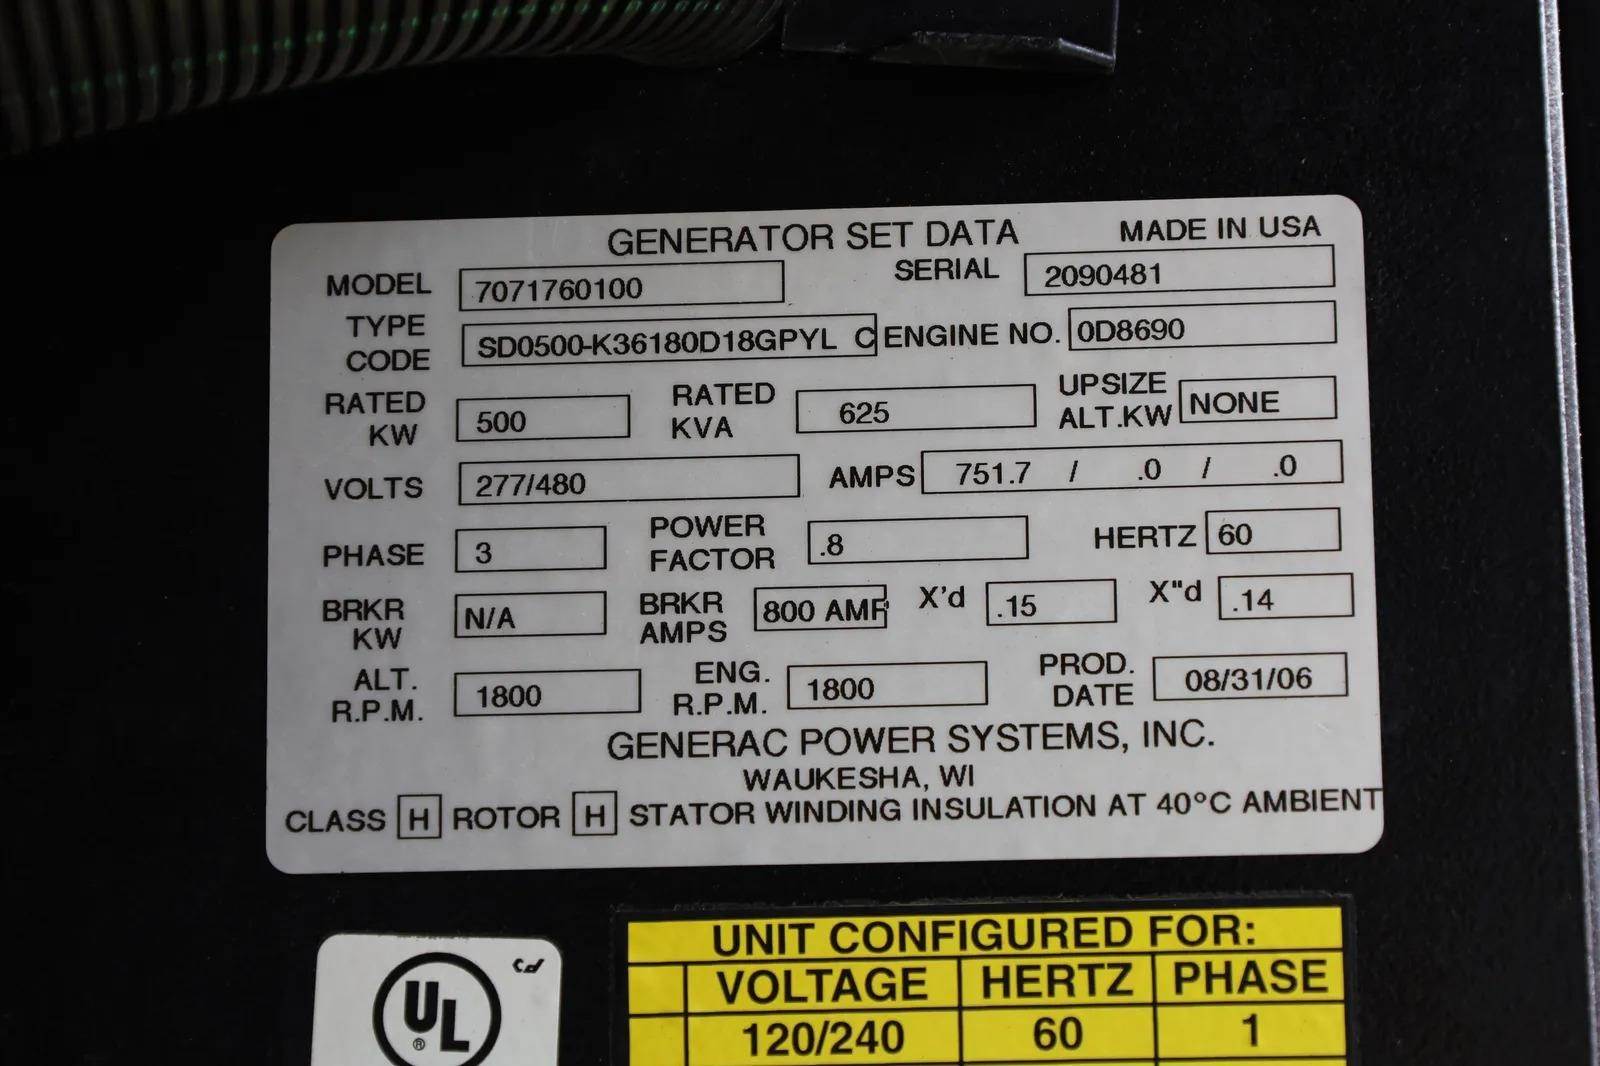 GENERATOR SET DATA MADE IN USA
MODEL 7071760100 SERIAL 2090481
TYPE CODE SD0500-K36180D18GPYL C ENGINE NO. 0D8690
RATED KW 500 RATED KVA 625 UPSIZE ALT.KW NONE
VOLTS 277/480 AMPS 751.7 / .0 / .0
PHASE 3 POWER FACTOR .8 HERTZ 60
BRKR KW N/A BRKR AMPS 800 AMP X'd .15 X"d .14
ALT. R.P.M. 1800 ENG. R.P.M. 1800 PROD. DATE 08/31/06
GENERAC POWER SYSTEMS, INC.
WAUKESHA, WI
CLASS H ROTOR H STATOR WINDING INSULATION AT 40°C AMBIENT
UL ®
UNIT CONFIGURED FOR:
VOLTAGE HERTZ PHASE
120/240 60 1